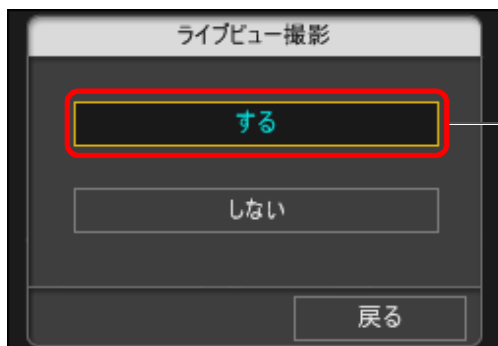 ライブビュー撮影
する
しない
戻る